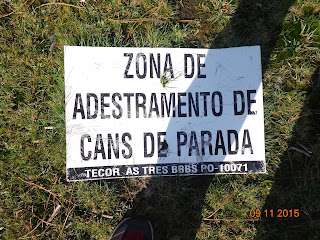 ZONA DE
ADESTRAMENTO DE
CANS DE PARADA
TECOR. AS TRES BBBS PO-10071
09 11 2015